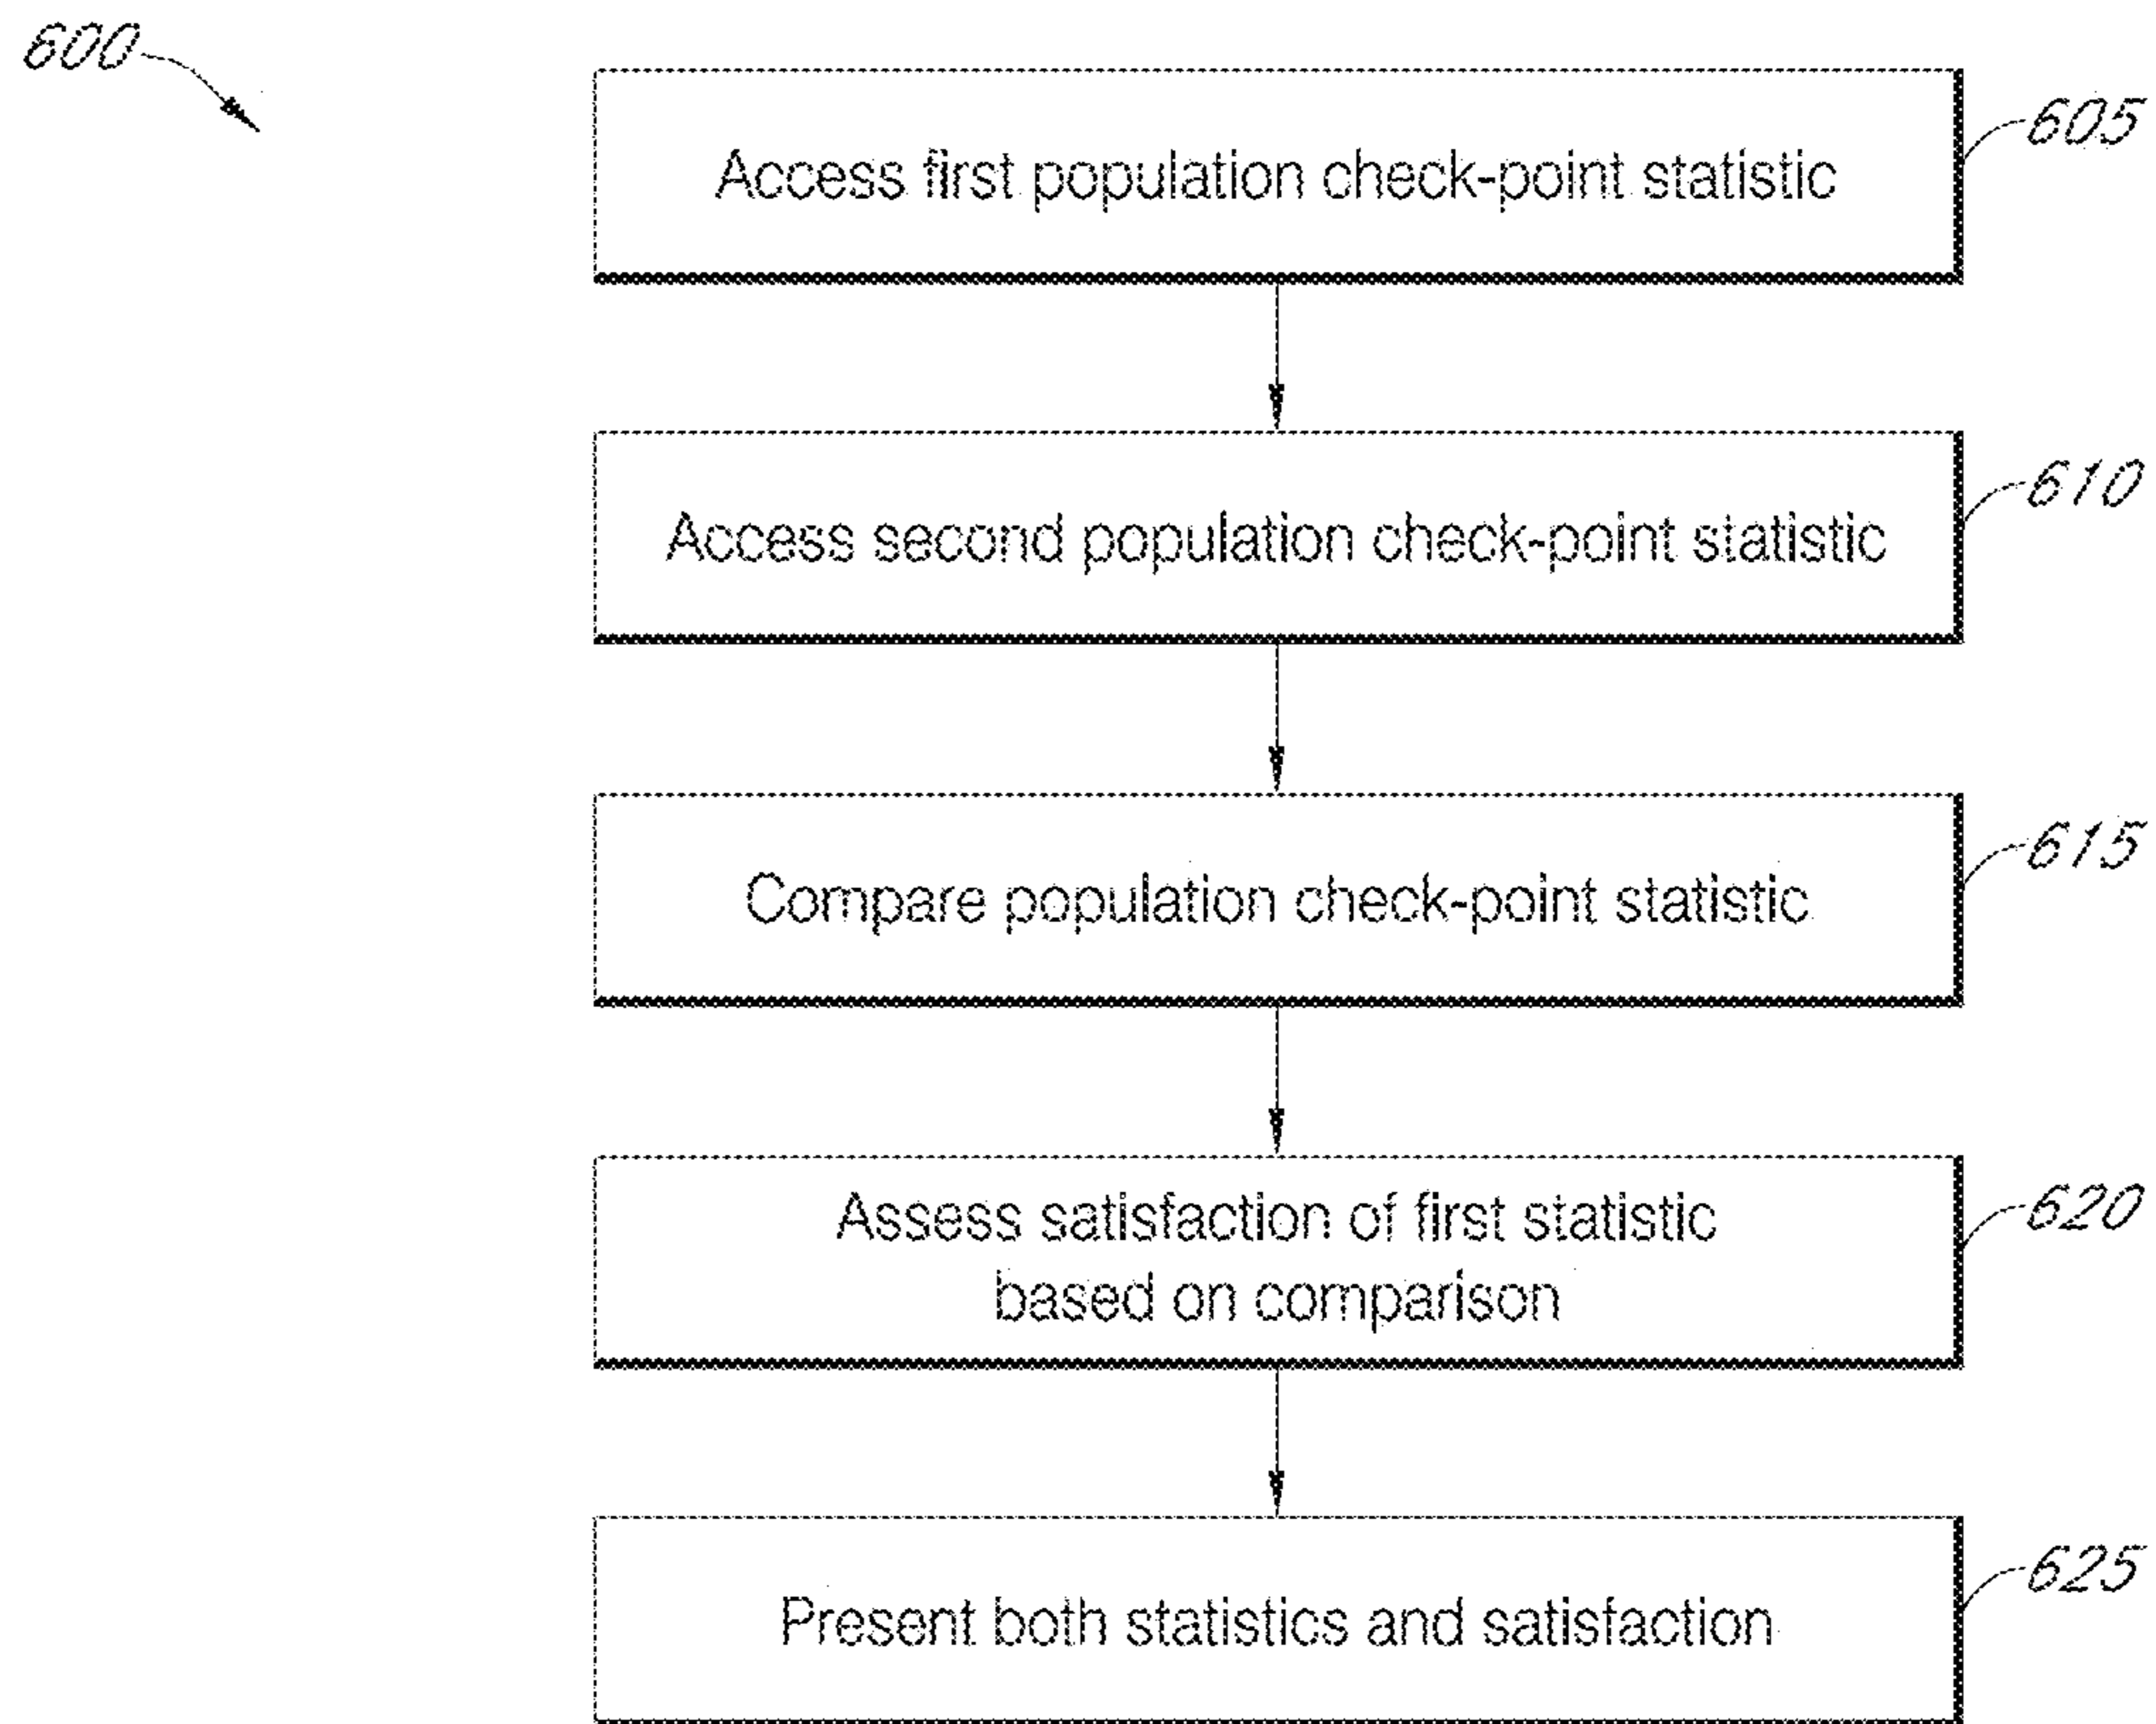 600
Access first population check-point statistic
605
Access second population check-point statistic
610
Compare population check-point statistic
615
Assess satisfaction of first statistic
based on comparison
620
Present both statistics and satisfaction
625